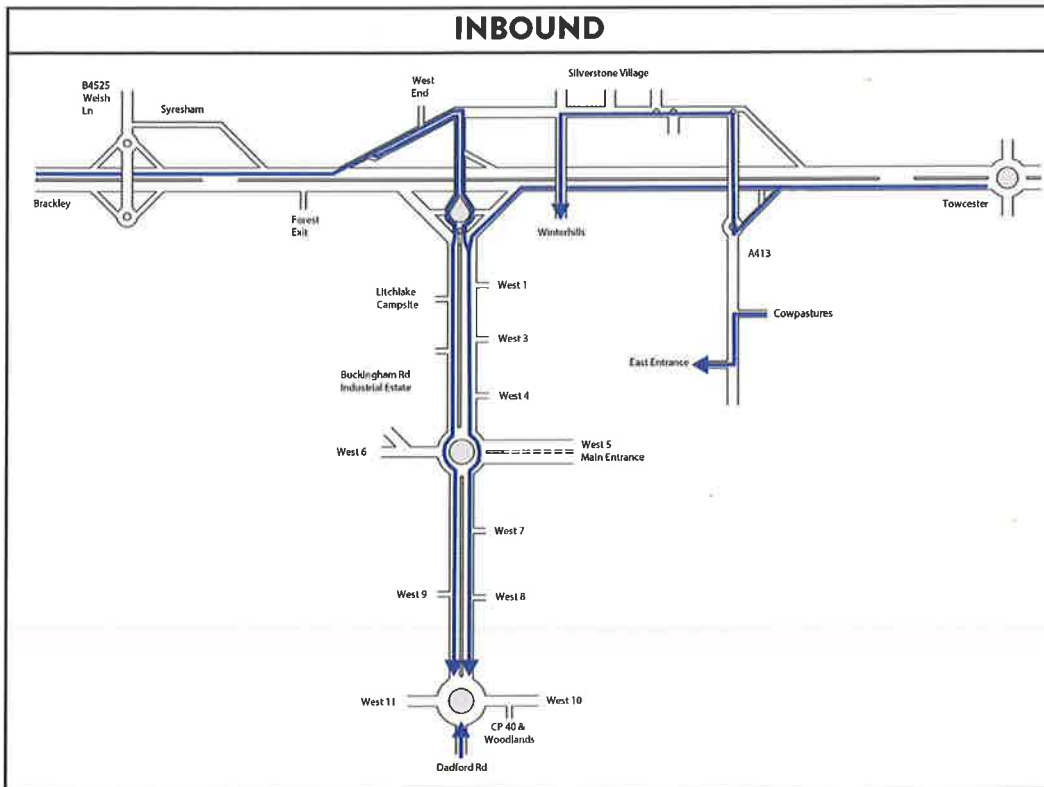 INBOUND
B4525
Welsh
Ln
Syresham
West
End
Silverstone Village
Brackley
Forest
Exit
Winterhills
Towcester
A413
Litchlake
Campsite
West 1
Cowpastures
West 3
East Entrance
Buckingham Rd
Industrial Estate
West 4
West 6
West 5
Main Entrance
West 7
West 9
West 8
West 11
West 10
CP 40 &
Woodlands
Dadford Rd